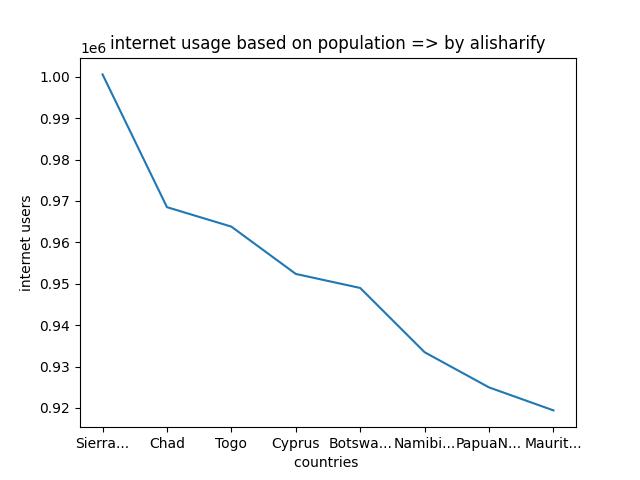 1e6 internet usage based on population => by alisharify
1.00
0.99
0.98
0.97
0.96
0.95
0.94
0.93
0.92
internet users
Sierra... Chad Togo Cyprus Botswa... Namibi... PapuaN... Maurit...
countries